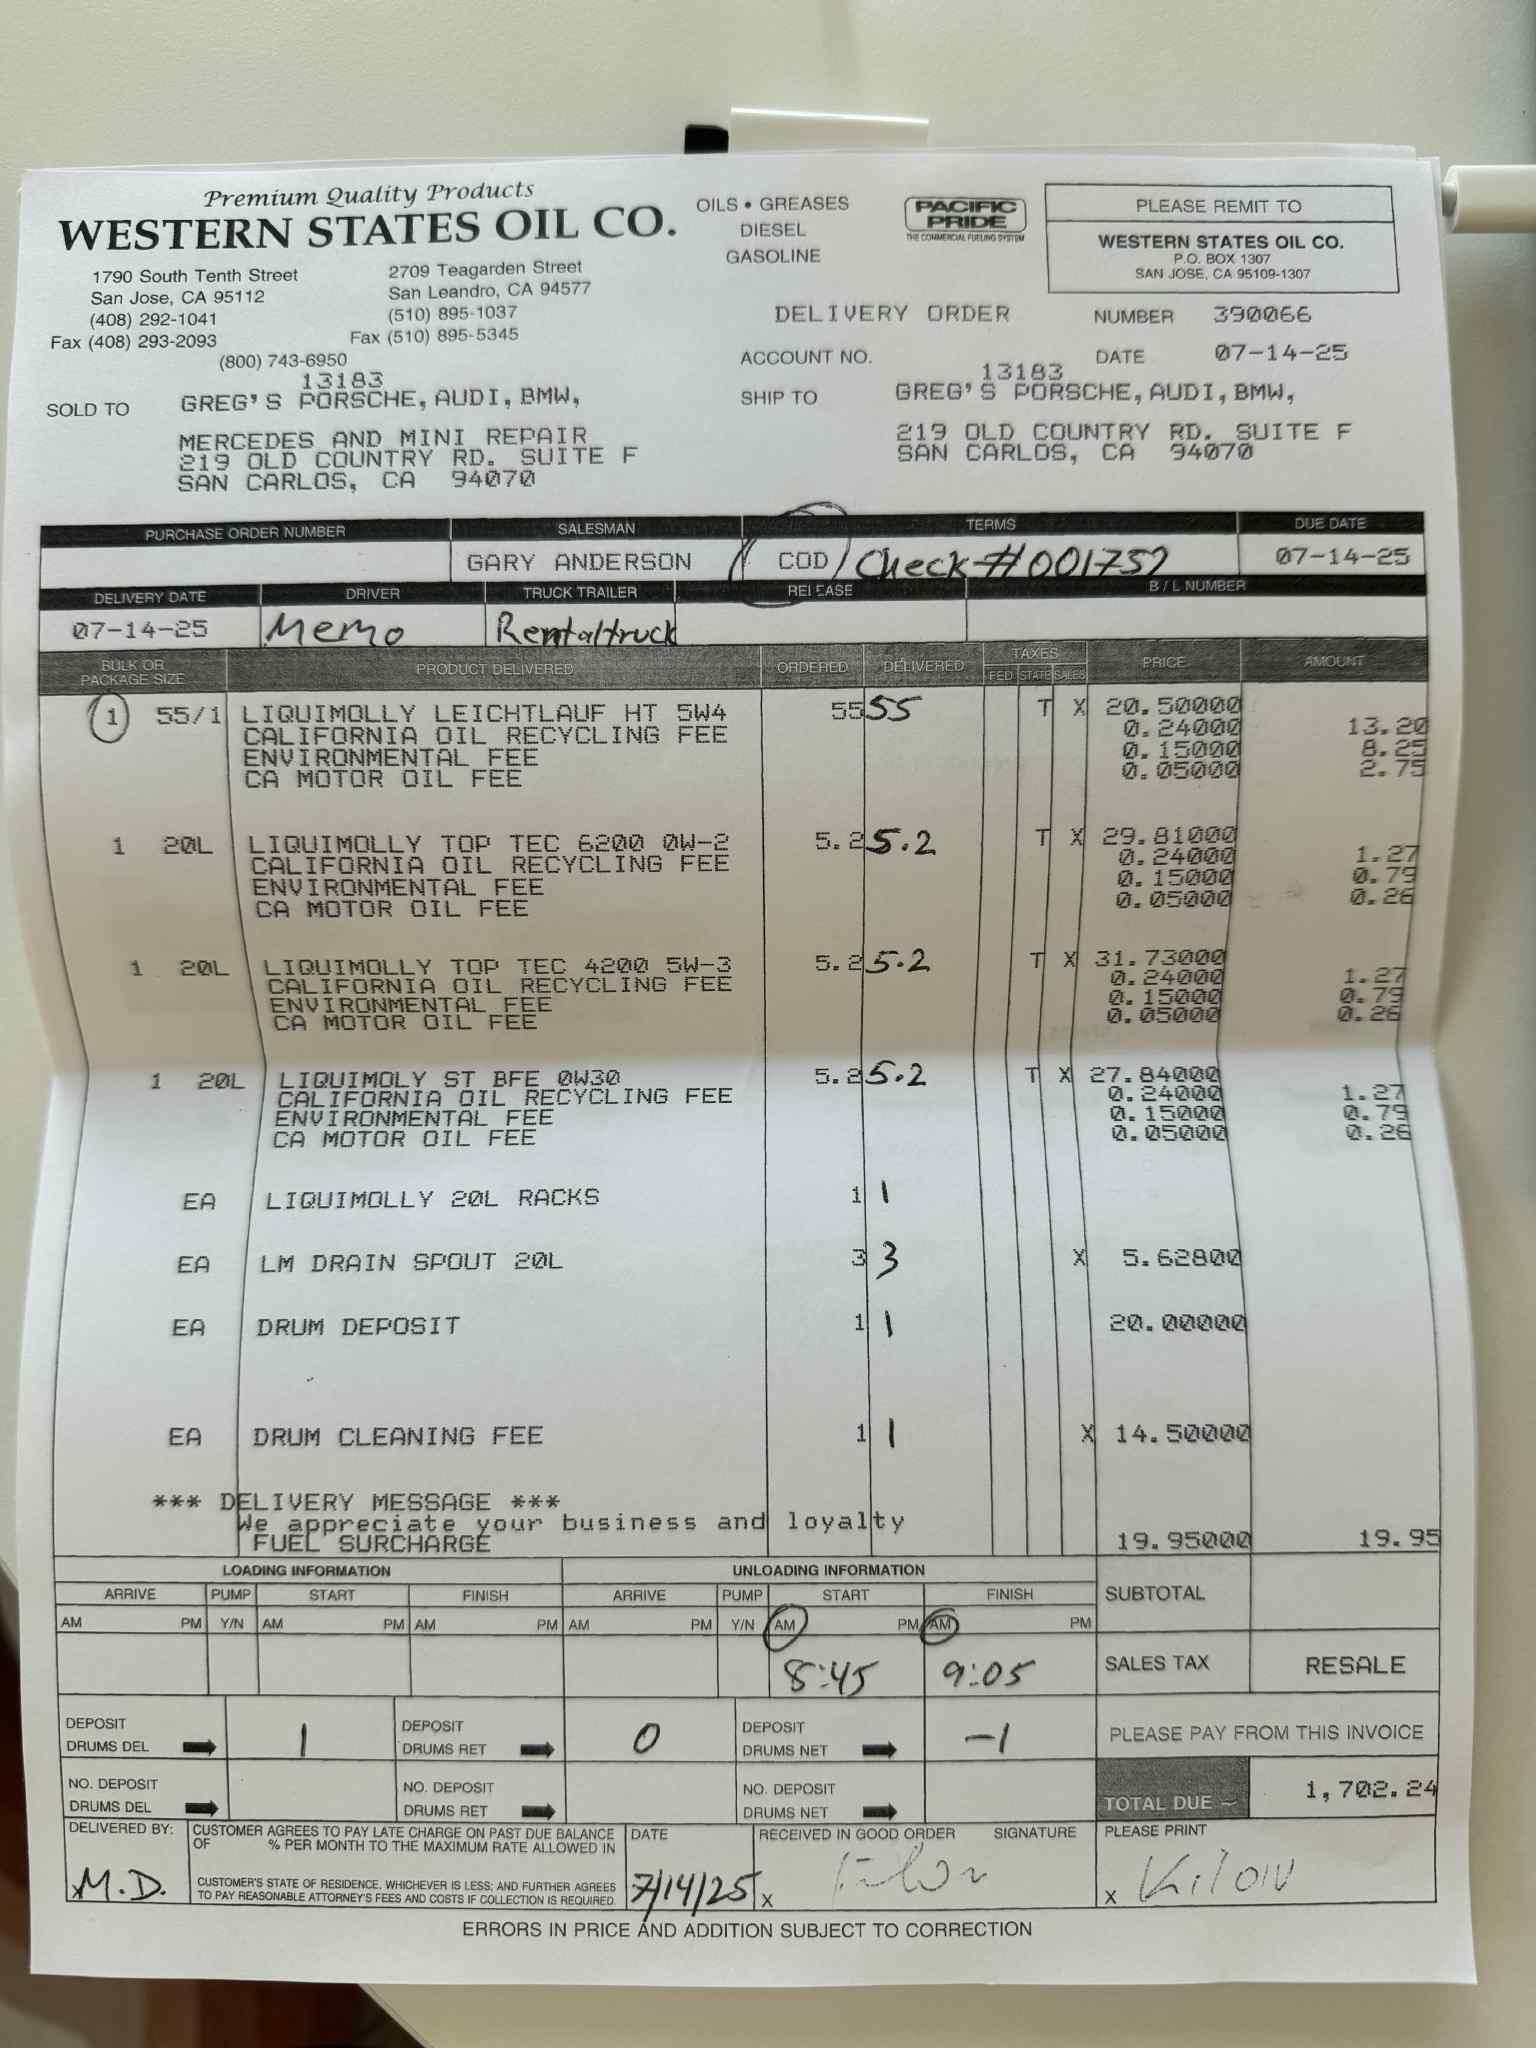 Premium Quality Products
WESTERN STATES OIL CO.
1790 South Tenth Street
San Jose, CA 95112
(408) 292-1041
Fax (408) 293-2093
2709 Teagarden Street
San Leandro, CA 94577
(510) 895-1037
Fax (510) 895-5345
(800) 743-6950
OILS • GREASES
DIESEL
GASOLINE
PACIFIC
PRIDE
THE COMMERCIAL FUELING SYSTEM
PLEASE REMIT TO
WESTERN STATES OIL CO.
P.O. BOX 1307
SAN JOSE, CA 95109-1307
DELIVERY ORDER NUMBER 390066
ACCOUNT NO. DATE 07-14-25
13183
SOLD TO GREG'S PORSCHE, AUDI, BMW,
MERCEDES AND MINI REPAIR
219 OLD COUNTRY RD. SUITE F
SAN CARLOS, CA 94070
13183
SHIP TO GREG'S PORSCHE, AUDI, BMW,
219 OLD COUNTRY RD. SUITE F
SAN CARLOS, CA 94070
PURCHASE ORDER NUMBER SALESMAN TERMS DUE DATE
GARY ANDERSON COD Check-#001757 07-14-25
DELIVERY DATE DRIVER TRUCK TRAILER RELEASE B / L NUMBER
07-14-25 Memo Rentaltruck
BULK OR PACKAGE SIZE PRODUCT DELIVERED ORDERED DELIVERED TAXES FED STATE SALES PRICE AMOUNT
1 55/1 LIQUIMOLLY LEICHTLAUF HT 5W4 55 55 T X 20.50000
CALIFORNIA OIL RECYCLING FEE 0.24000 13.20
ENVIRONMENTAL FEE 0.15000 8.25
CA MOTOR OIL FEE 0.05000 2.75
1 20L LIQUIMOLLY TOP TEC 6200 0W-2 5.2 5.2 T X 29.81000
CALIFORNIA OIL RECYCLING FEE 0.24000 1.27
ENVIRONMENTAL FEE 0.15000 0.79
CA MOTOR OIL FEE 0.05000 0.26
1 20L LIQUIMOLLY TOP TEC 4200 5W-3 5.2 5.2 T X 31.73000
CALIFORNIA OIL RECYCLING FEE 0.24000 1.27
ENVIRONMENTAL FEE 0.15000 0.79
CA MOTOR OIL FEE 0.05000 0.26
1 20L LIQUIMOLY ST BFE 0W30 5.2 5.2 T X 27.84000
CALIFORNIA OIL RECYCLING FEE 0.24000 1.27
ENVIRONMENTAL FEE 0.15000 0.79
CA MOTOR OIL FEE 0.05000 0.26
EA LIQUIMOLLY 20L RACKS 1 1
EA LM DRAIN SPOUT 20L 3 3 X 5.62800
EA DRUM DEPOSIT 1 1 20.00000
EA DRUM CLEANING FEE 1 1 X 14.50000
*** DELIVERY MESSAGE ***
We appreciate your business and loyalty
FUEL SURCHARGE 19.95000 19.95
LOADING INFORMATION UNLOADING INFORMATION
ARRIVE PUMP START FINISH ARRIVE PUMP START FINISH SUBTOTAL
AM PM Y/N AM PM AM PM AM PM Y/N AM PM AM PM
8:45 9:05 SALES TAX RESALE
DEPOSIT DRUMS DEL 1 DEPOSIT DRUMS RET 0 DEPOSIT DRUMS NET -1 PLEASE PAY FROM THIS INVOICE
NO. DEPOSIT DRUMS DEL NO. DEPOSIT DRUMS RET NO. DEPOSIT DRUMS NET TOTAL DUE 1,702.24
DELIVERED BY: M.D.
CUSTOMER AGREES TO PAY LATE CHARGE ON PAST DUE BALANCE
OF % PER MONTH TO THE MAXIMUM RATE ALLOWED IN
CUSTOMER'S STATE OF RESIDENCE, WHICHEVER IS LESS; AND FURTHER AGREES
TO PAY REASONABLE ATTORNEY'S FEES AND COSTS IF COLLECTION IS REQUIRED
DATE 7/14/25
RECEIVED IN GOOD ORDER SIGNATURE X
PLEASE PRINT X
ERRORS IN PRICE AND ADDITION SUBJECT TO CORRECTION